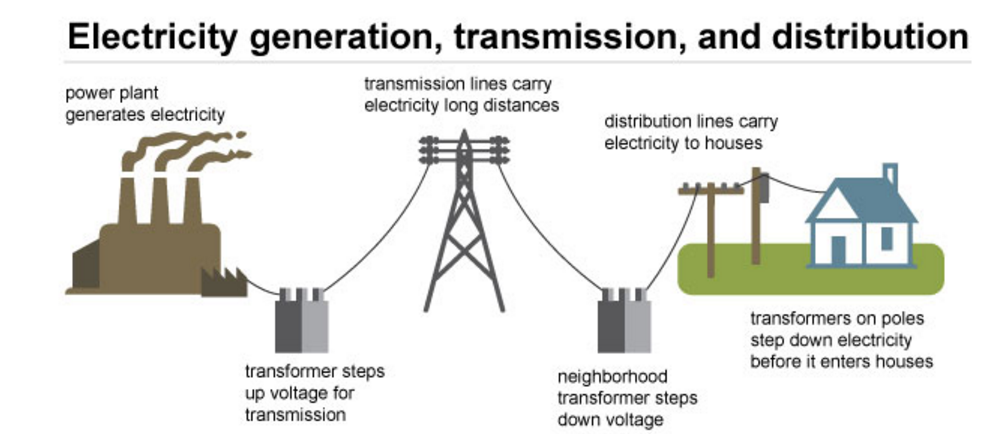 Electricity generation, transmission, and distribution
power plant
generates electricity
transmission lines carry
electricity long distances
distribution lines carry
electricity to houses
transformer steps
up voltage for
transmission
neighborhood
transformer steps
down voltage
transformers on poles
step down electricity
before it enters houses